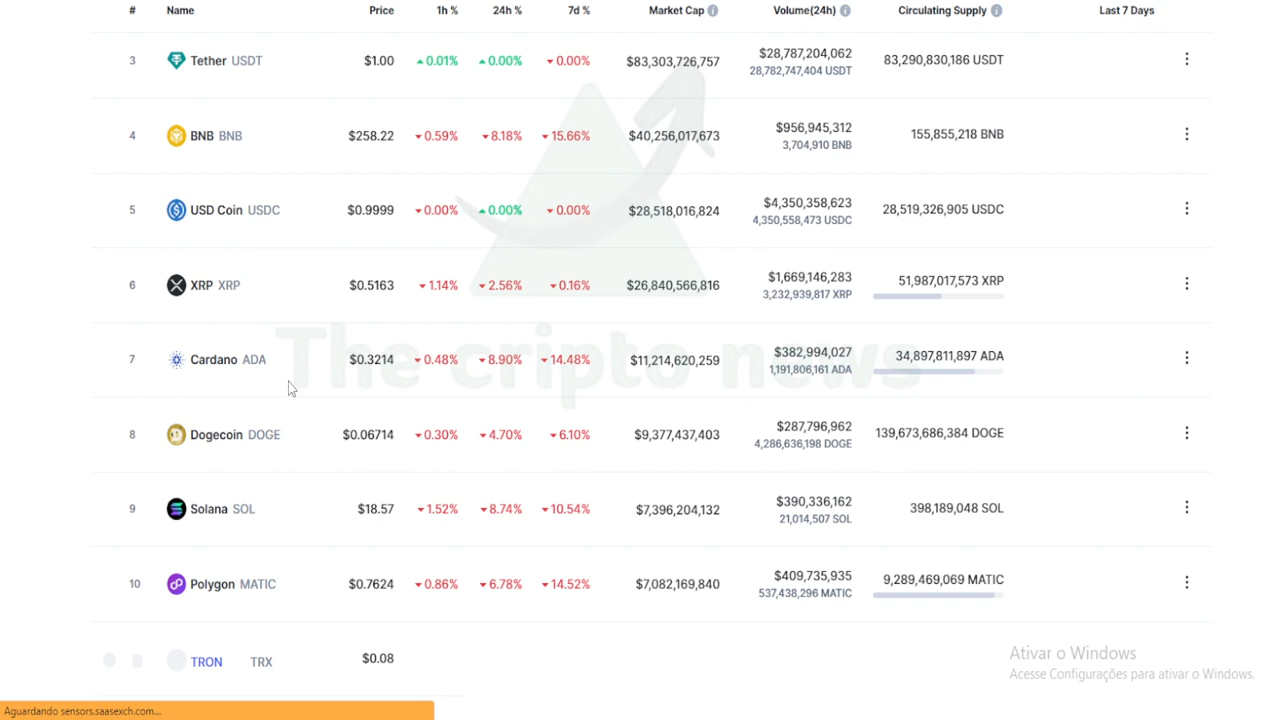 # Name Price 1h % 24h % 7d % Market Cap Volume(24h) Circulating Supply Last 7 Days
3 Tether USDT $1.00 0.01% 0.00% 0.00% $83,303,726,757 $28,787,204,062 83,290,830,186 USDT
28,782,747,404 USDT
4 BNB BNB $258.22 0.59% 8.18% 15.66% $40,256,017,673 $956,945,312 155,855,218 BNB
3,704,910 BNB
5 USD Coin USDC $0.9999 0.00% 0.00% 0.00% $28,518,016,824 $4,350,358,623 28,519,326,905 USDC
4,350,558,473 USDC
6 XRP XRP $0.5163 1.14% 2.56% 0.16% $26,840,566,816 $1,669,146,283 51,987,017,573 XRP
3,232,939,817 XRP
The cripto news
7 Cardano ADA $0.3214 0.48% 8.90% 14.48% $11,214,620,259 $382,994,027 34,897,811,897 ADA
1,191,806,161 ADA
8 Dogecoin DOGE $0.06714 0.30% 4.70% 6.10% $9,377,437,403 $287,796,962 139,673,686,384 DOGE
4,286,636,198 DOGE
9 Solana SOL $18.57 1.52% 8.74% 10.54% $7,396,204,132 $390,336,162 398,189,048 SOL
21,014,507 SOL
10 Polygon MATIC $0.7624 0.86% 6.78% 14.52% $7,082,169,840 $409,735,935 9,289,469,069 MATIC
537,438,296 MATIC
TRON TRX $0.08
Ativar o Windows
Acesse Configurações para ativar o Windows.
Aguardando sensors.saasexch.com...